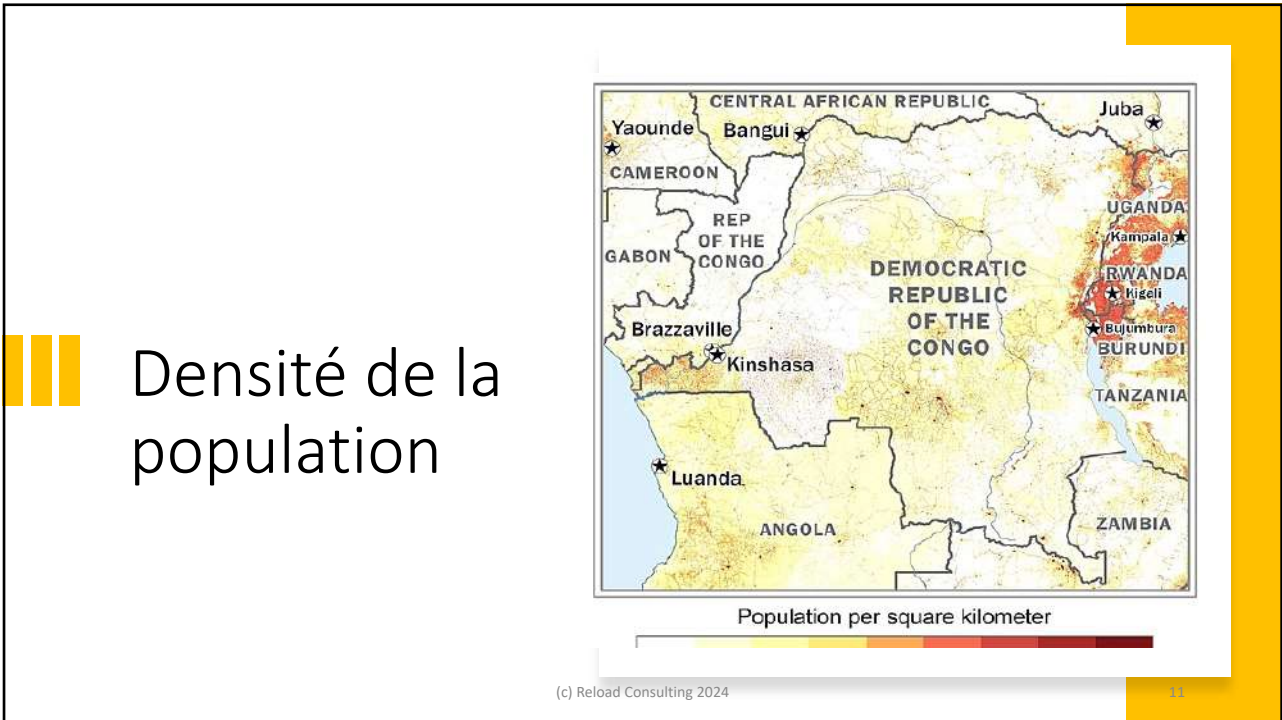 Densité de la
population
CENTRAL AFRICAN REPUBLIC
Juba
Yaounde
Bangui
CAMEROON
UGANDA
REP
OF THE
CONGO
Kampala
GABON
DEMOCRATIC
REPUBLIC
OF THE
CONGO
RWANDA
Kigali
Brazzaville
Bujumbura
Kinshasa
BURUNDI
TANZANIA
Luanda
ANGOLA
ZAMBIA
Population per square kilometer
(c) Reload Consulting 2024
11